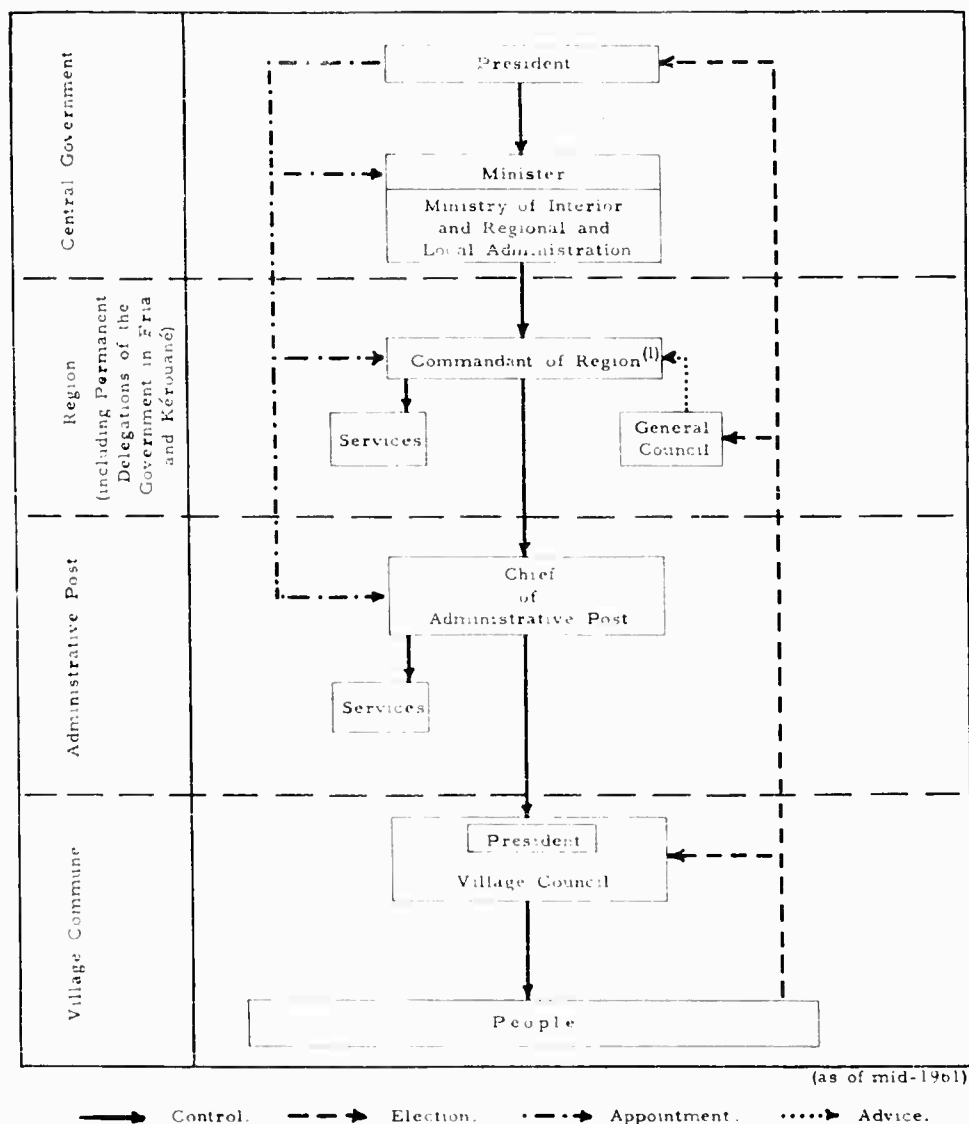 Central Government
President
Minister
Ministry of Interior
and Regional and
Local Administration
Region
(including Permanent
Delegations of the
Government in Fria
and Kérouané)
Commandant of Region(1)
Services
General
Council
Administrative Post
Chief
of
Administrative Post
Services
Village Commune
President
Village Council
People
(as of mid-1961)
Control. Election. Appointment. Advice.